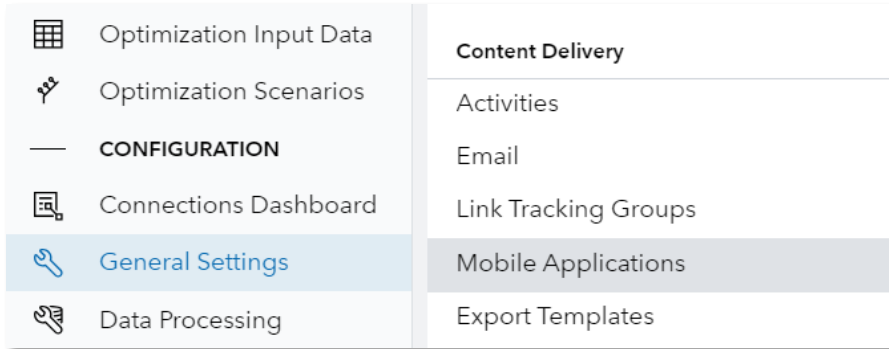 Optimization Input Data
Optimization Scenarios
CONFIGURATION
Connections Dashboard
General Settings
Data Processing
Content Delivery
Activities
Email
Link Tracking Groups
Mobile Applications
Export Templates